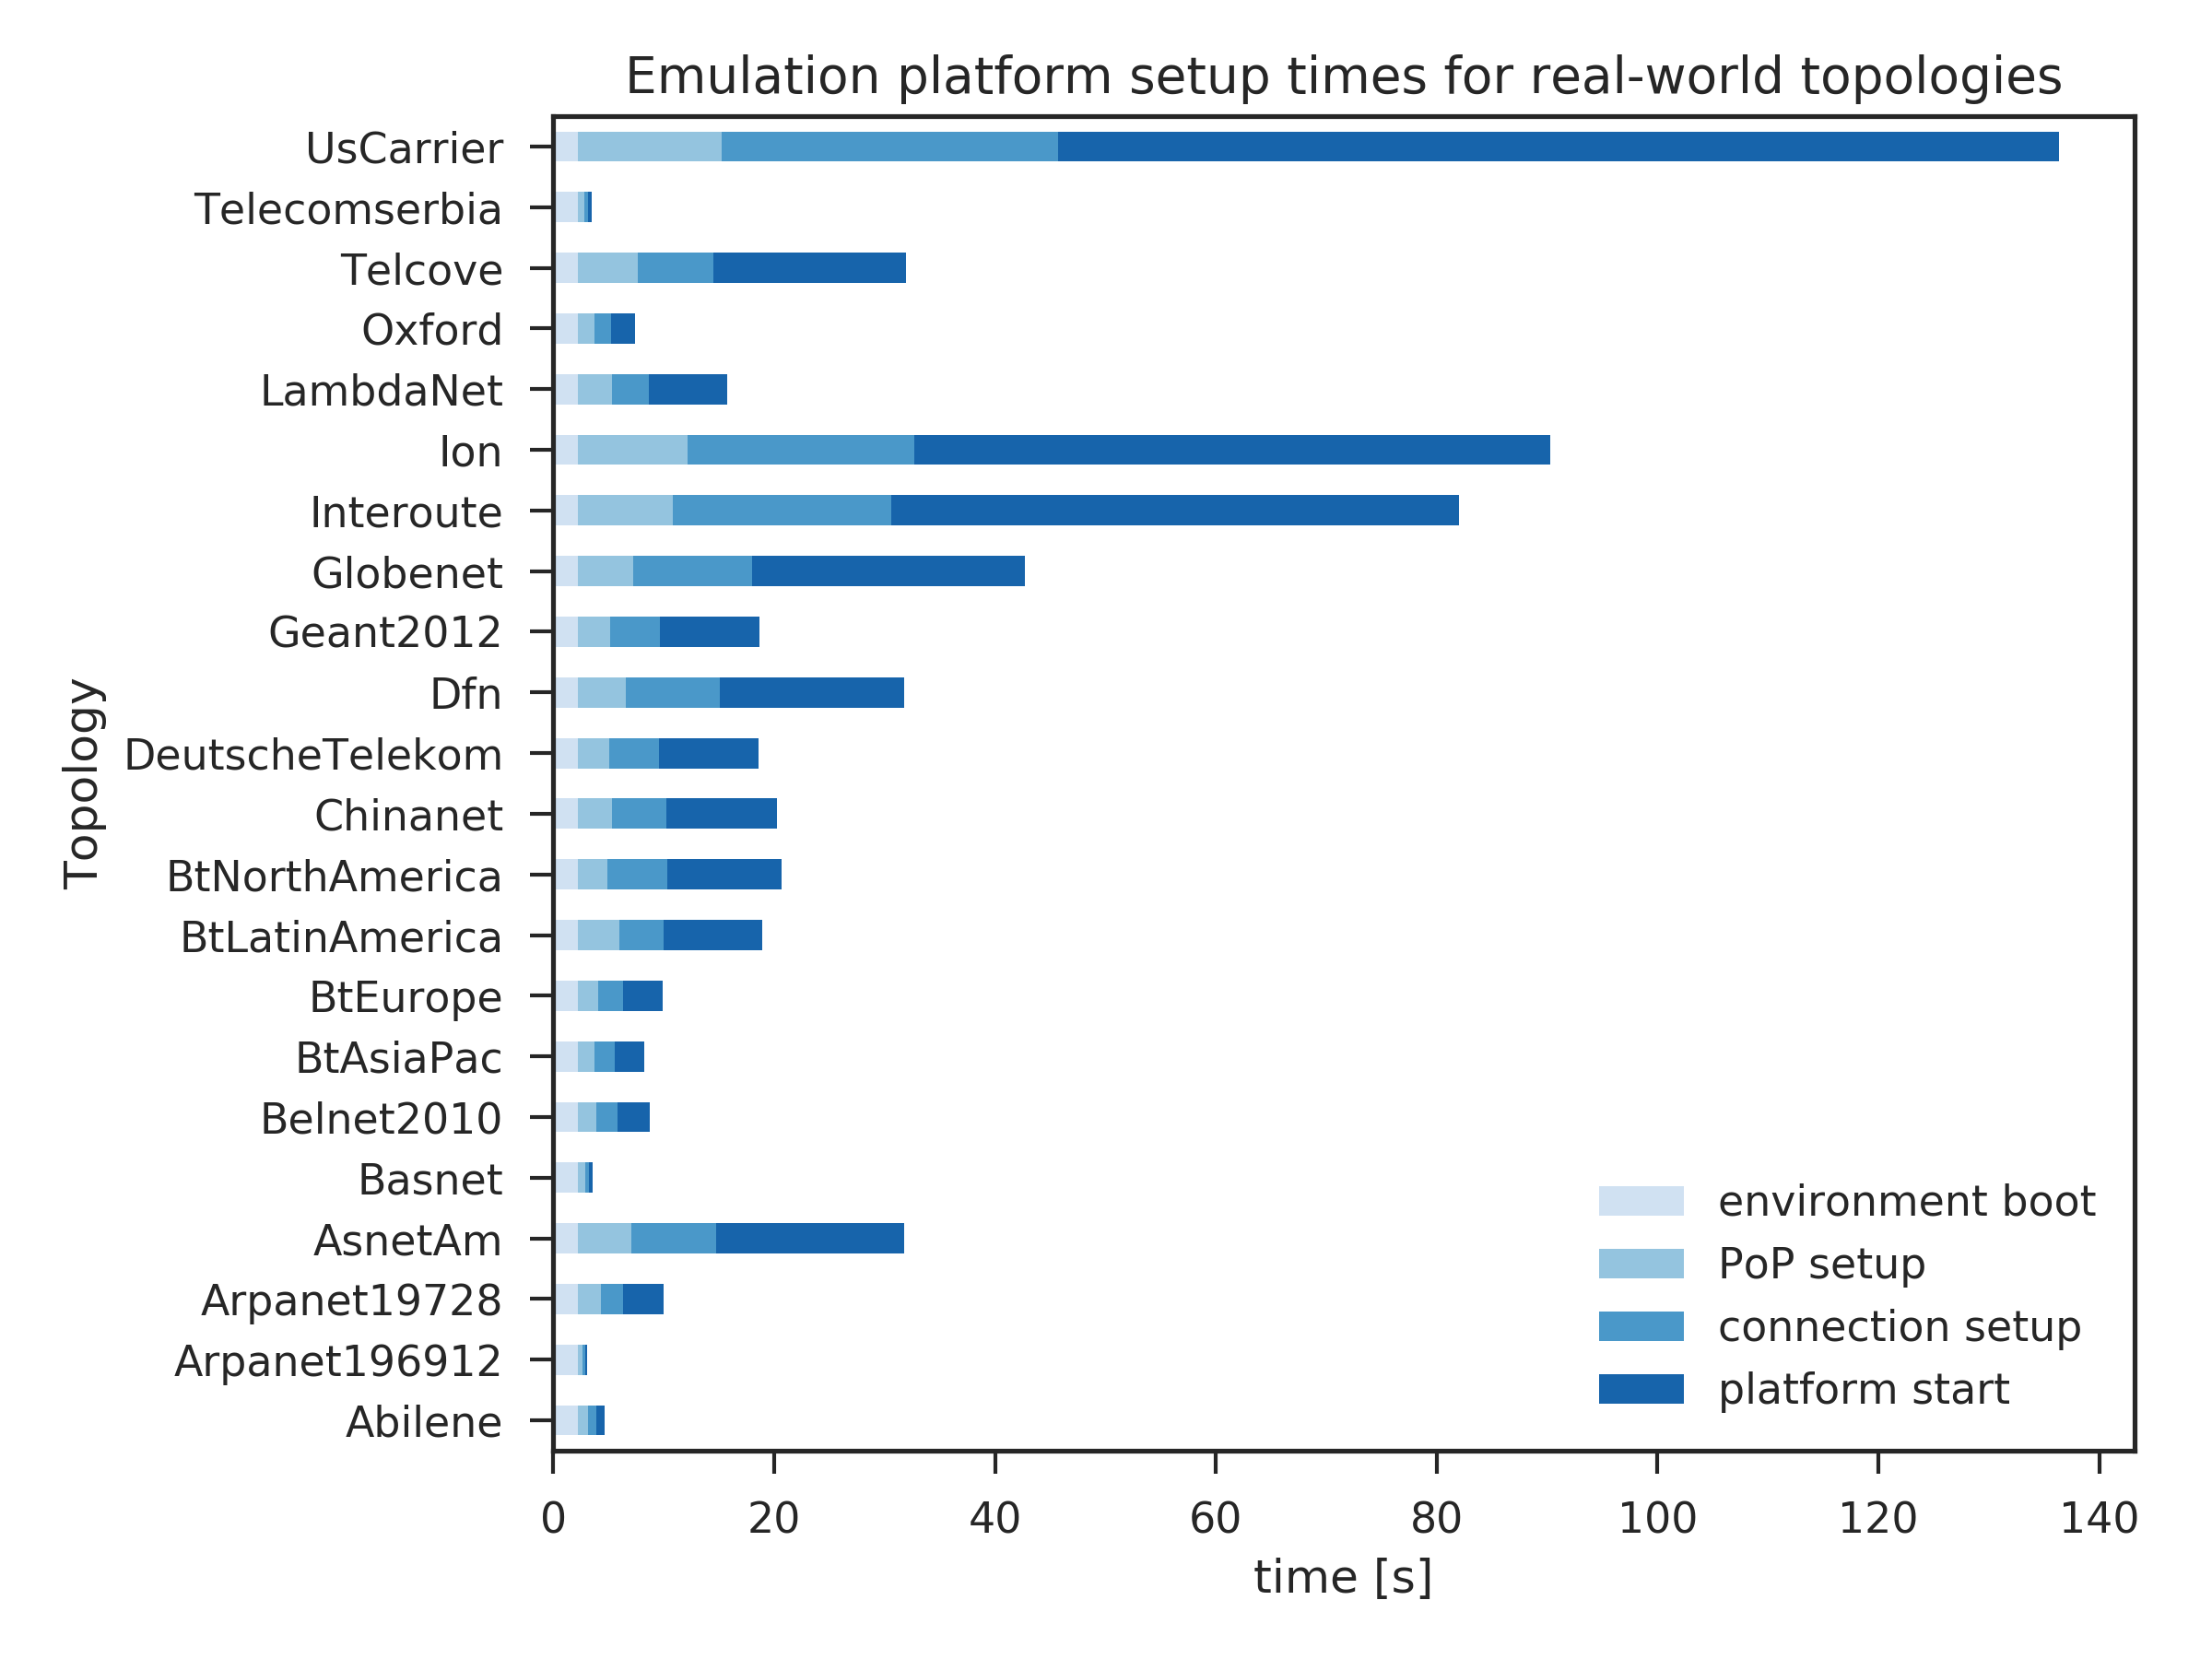 Emulation platform setup times for real-world topologies
UsCarrier
Telecomserbia
Telcove
Oxford
LambdaNet
Ion
Interoute
Globenet
Geant2012
Dfn
DeutscheTelekom
Chinanet
BtNorthAmerica
BtLatinAmerica
BtEurope
BtAsiaPac
Belnet2010
Basnet
AsnetAm
Arpanet19728
Arpanet196912
Abilene
Topology
environment boot
PoP setup
connection setup
platform start
0 20 40 60 80 100 120 140
time [s]